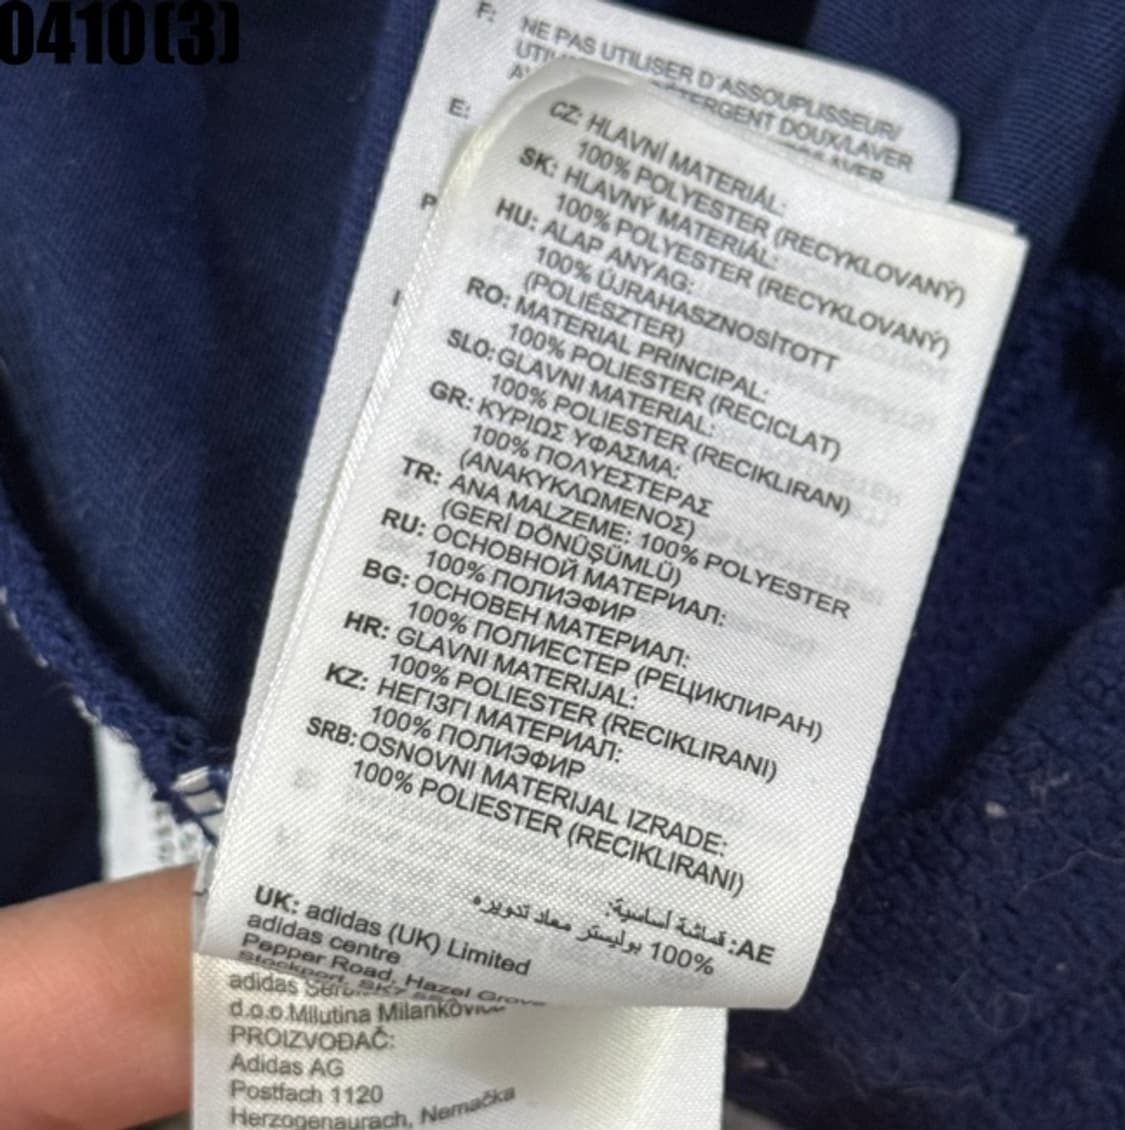 0410(3)
F:
NE PAS UTILISER D'ASSOUPLISSEUR/
DETERGENT DOUX/LAVER
LAVER
E:
P
CZ: HLAVNÍ MATERIÁL:
100% POLYESTER (RECYKLOVANÝ)
SK: HLAVNÝ MATERIÁL:
100% POLYESTER (RECYKLOVANÝ)
HU: ALAP ANYAG:
100% ÚJRAHASZNOSÍTOTT
(POLIÉSZTER)
RO: MATERIAL PRINCIPAL:
100% POLIESTER (RECICLAT)
SLO: GLAVNI MATERIAL:
100% POLIESTER (RECIKLIRAN)
GR: ΚΥΡΙΩΣ ΥΦΑΣΜΑ:
100% ΠΟΛΥΕΣΤΕΡΑΣ
(ΑΝΑΚΥΚΛΩΜΕΝΟΣ)
TR: ANA MALZEME: 100% POLYESTER
(GERİ DÖNÜŞÜMLÜ)
RU: ОСНОВНОЙ МАТЕРИАЛ:
100% ПОЛИЭФИР
BG: ОСНОВЕН МАТЕРИАЛ:
100% ПОЛИЕСТЕР (РЕЦИКЛИРАН)
HR: GLAVNI MATERIJAL:
100% POLIESTER (RECIKLIRANI)
KZ: НЕГІЗГІ МАТЕРИАЛ:
100% ПОЛИЭФИР
SRB: OSNOVNI MATERIJAL IZRADE:
100% POLIESTER (RECIKLIRANI)
AE: قماشة أساسية:
100% بوليستر معاد تدويره
UK: adidas (UK) Limited
adidas centre
Pepper Road, Hazel Grove
Stockport, SK7
adidas
d.o.o.Milutina
PROIZVOĐAČ:
Adidas AG
Postfach 1120
Herzogenaurach, Nemačka